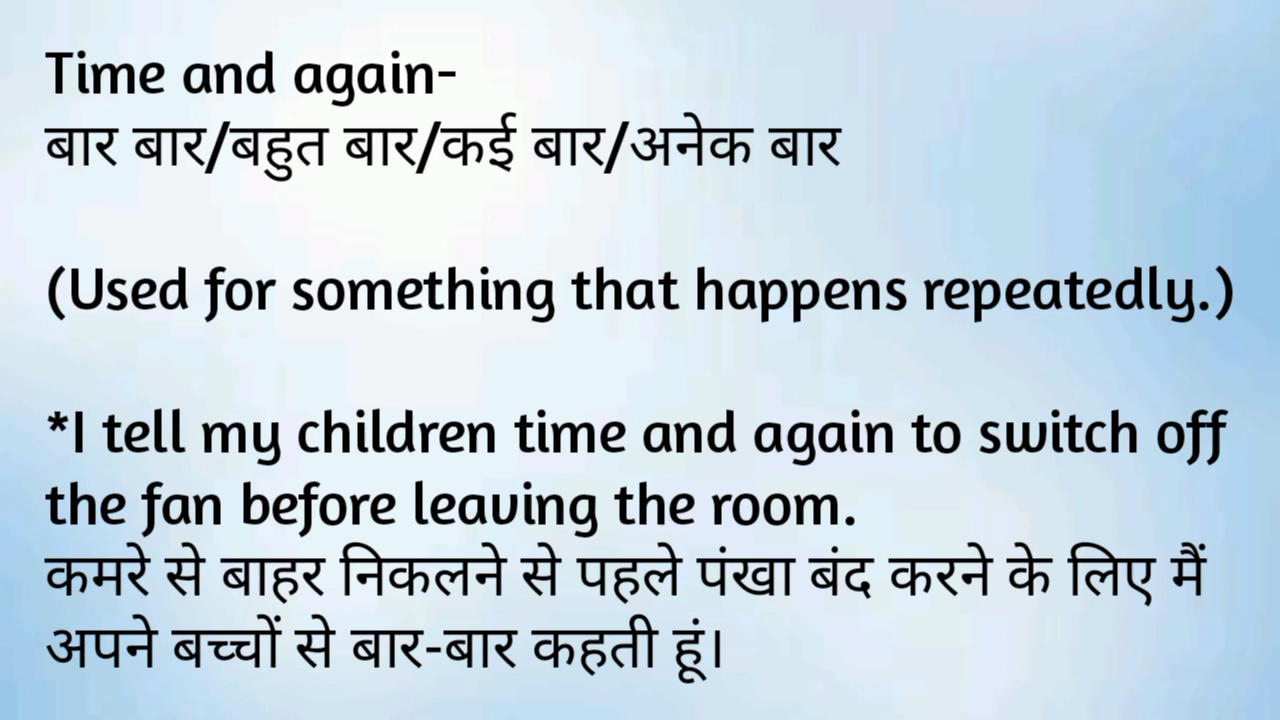 Time and again-
बार बार/बहुत बार/कई बार/अनेक बार
(Used for something that happens repeatedly.)
*I tell my children time and again to switch off
the fan before leaving the room.
कमरे से बाहर निकलने से पहले पंखा बंद करने के लिए मैं
अपने बच्चों से बार-बार कहती हूं।